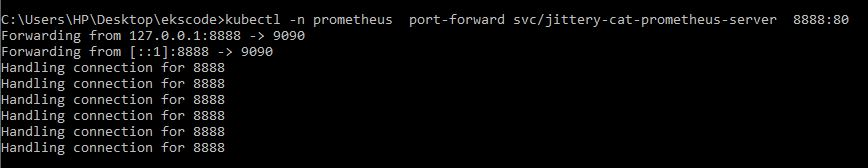 C:\Users\HP\Desktop\ekscode>kubectl -n prometheus  port-forward svc/jittery-cat-prometheus-server  8888:80
Forwarding from 127.0.0.1:8888 -> 9090
Forwarding from [::1]:8888 -> 9090
Handling connection for 8888
Handling connection for 8888
Handling connection for 8888
Handling connection for 8888
Handling connection for 8888
Handling connection for 8888